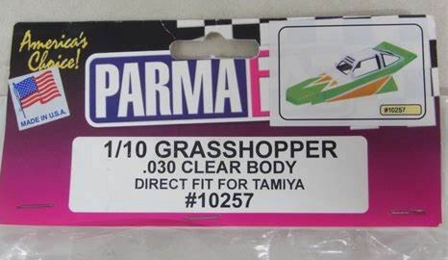 America's
Choice!
MADE IN U.S.A.
PARMA
#10257
1/10 GRASSHOPPER
.030 CLEAR BODY
DIRECT FIT FOR TAMIYA
#10257